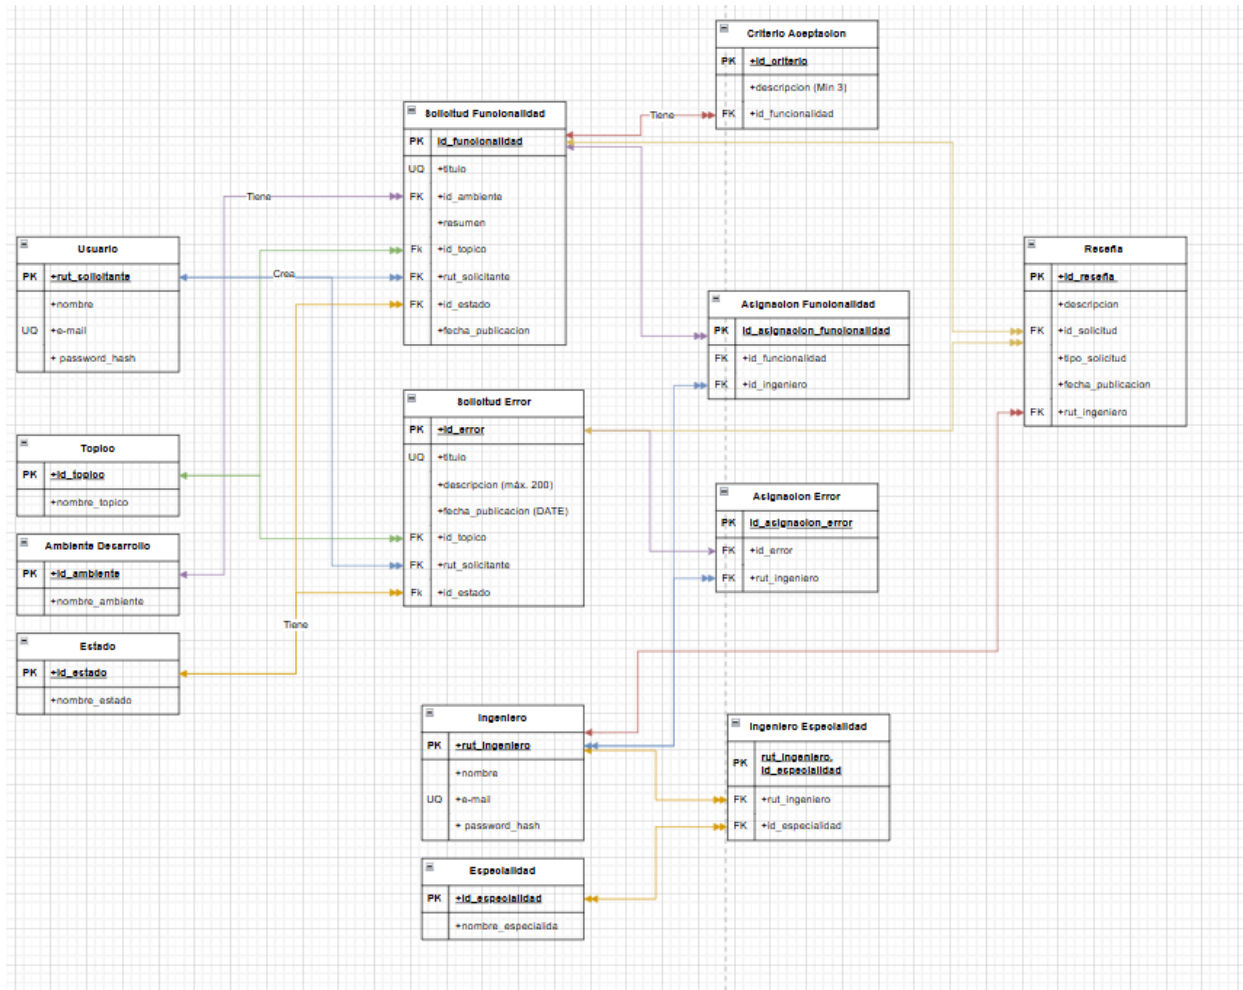 Criterio Aceptacion
PK +id_criterio
+descripcion (Min 3)
FK +id_funcionalidad
Tiene
Solicitud Funcionalidad
PK id_funcionalidad
UQ +titulo
FK +id_ambiente
+resumen
Fk +id_topico
FK +rut_solicitante
FK +id_estado
+fecha_publicacion
Tiene
Crea
Usuario
PK +rut_solicitante
+nombre
UQ +e-mail
+ password_hash
Reseña
PK +id_reseña
+descripcion
FK +id_solicitud
+tipo_solicitud
+fecha_publicacion
FK +rut_ingeniero
Asignacion Funcionalidad
PK id_asignacion_funcionalidad
FK +id_funcionalidad
FK +id_ingeniero
Solicitud Error
PK +id_error
UQ +titulo
+descripcion (máx. 200)
+fecha_publicacion (DATE)
FK +id_topico
FK +rut_solicitante
Fk +id_estado
Topico
PK +id_topico
+nombre_topico
Asignacion Error
PK id_asignacion_error
FK +id_error
FK +rut_ingeniero
Ambiente Desarrollo
PK +id_ambiente
+nombre_ambiente
Tiene
Estado
PK +id_estado
+nombre_estado
Ingeniero
PK +rut_ingeniero
+nombre
UQ +e-mail
+ password_hash
Ingeniero Especialidad
PK rut_ingeniero,
id_especialidad
FK +rut_ingeniero
FK +id_especialidad
Especialidad
PK +id_especialidad
+nombre_especialida